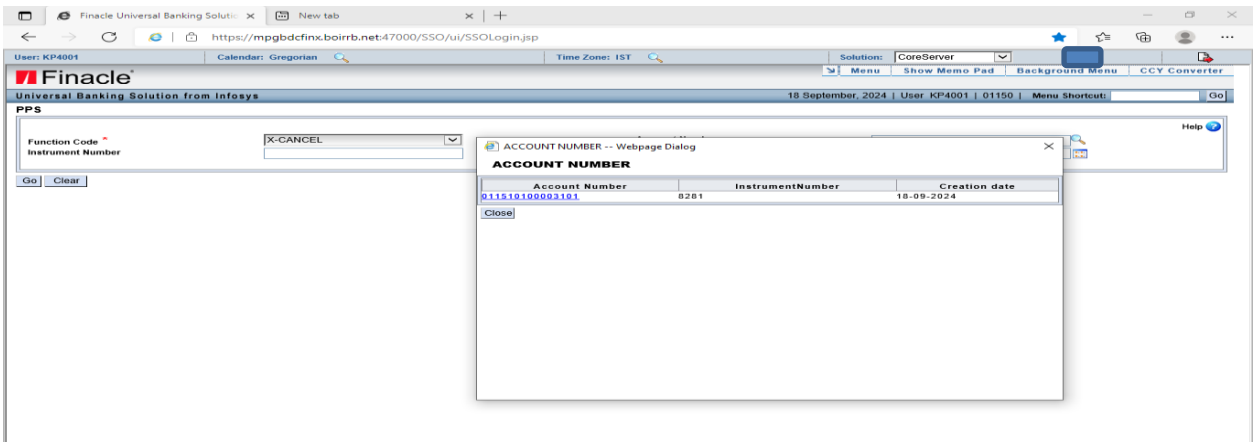 Finacle Universal Banking Solutic
New tab
https://mpgbdcfinx.boirrb.net:47000/SSO/ui/SSOLogin.jsp
User: KP4001 Calendar: Gregorian Time Zone: IST Solution: CoreServer
Finacle Menu Show Memo Pad Background Menu CCY Converter
Universal Banking Solution from Infosys 18 September, 2024 | User KP4001 | 01150 | Menu Shortcut: Go
PPS
Help ?
Function Code * X-CANCEL
Instrument Number
Go Clear
ACCOUNT NUMBER -- Webpage Dialog
ACCOUNT NUMBER
Account Number InstrumentNumber Creation date
011510100003101 8281 18-09-2024
Close